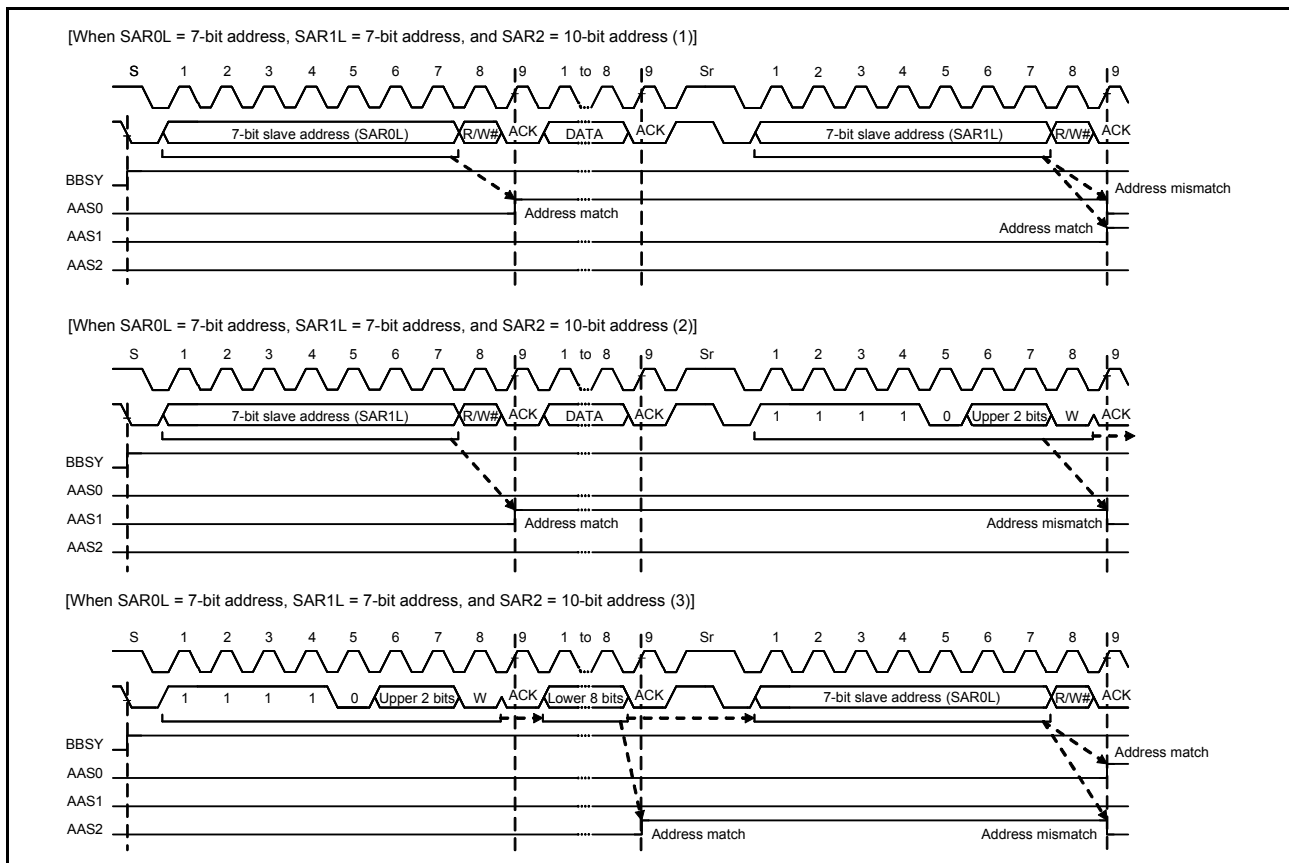 [When SAR0L = 7-bit address, SAR1L = 7-bit address, and SAR2 = 10-bit address (1)]
S 1 2 3 4 5 6 7 8 9 1 to 8 9 Sr 1 2 3 4 5 6 7 8 9
7-bit slave address (SAR0L) R/W# ACK DATA ACK 7-bit slave address (SAR1L) R/W# ACK
BBSY
Address mismatch
AAS0
Address match
AAS1
Address match
AAS2
[When SAR0L = 7-bit address, SAR1L = 7-bit address, and SAR2 = 10-bit address (2)]
S 1 2 3 4 5 6 7 8 9 1 to 8 9 Sr 1 2 3 4 5 6 7 8 9
7-bit slave address (SAR1L) R/W# ACK DATA ACK 1 1 1 1 0 Upper 2 bits W ACK
BBSY
AAS0
AAS1
Address match Address mismatch
AAS2
[When SAR0L = 7-bit address, SAR1L = 7-bit address, and SAR2 = 10-bit address (3)]
S 1 2 3 4 5 6 7 8 9 1 to 8 9 Sr 1 2 3 4 5 6 7 8 9
1 1 1 1 0 Upper 2 bits W ACK Lower 8 bits ACK 7-bit slave address (SAR0L) R/W# ACK
BBSY
Address match
AAS0
AAS1
AAS2
Address match Address mismatch